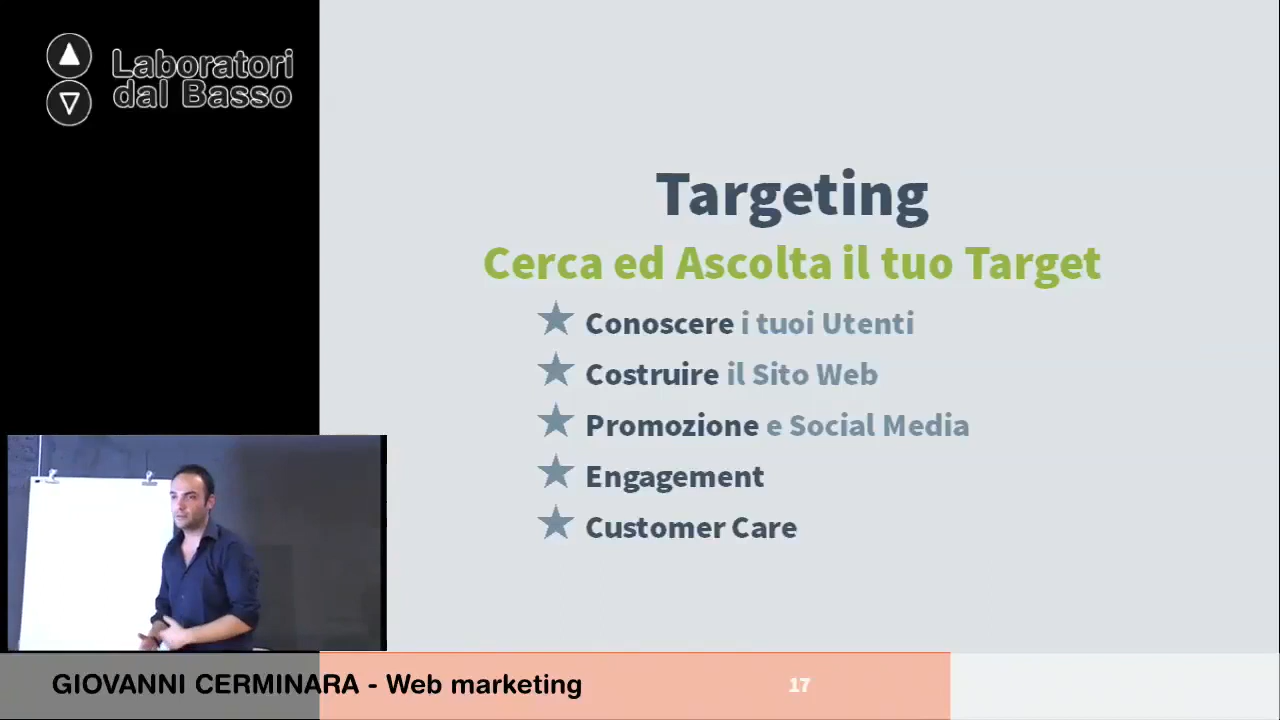 Laboratori
dal Basso
Targeting
Cerca ed Ascolta il tuo Target
Conoscere i tuoi Utenti
Costruire il Sito Web
Promozione e Social Media
Engagement
Customer Care
GIOVANNI CERMINARA - Web marketing
17